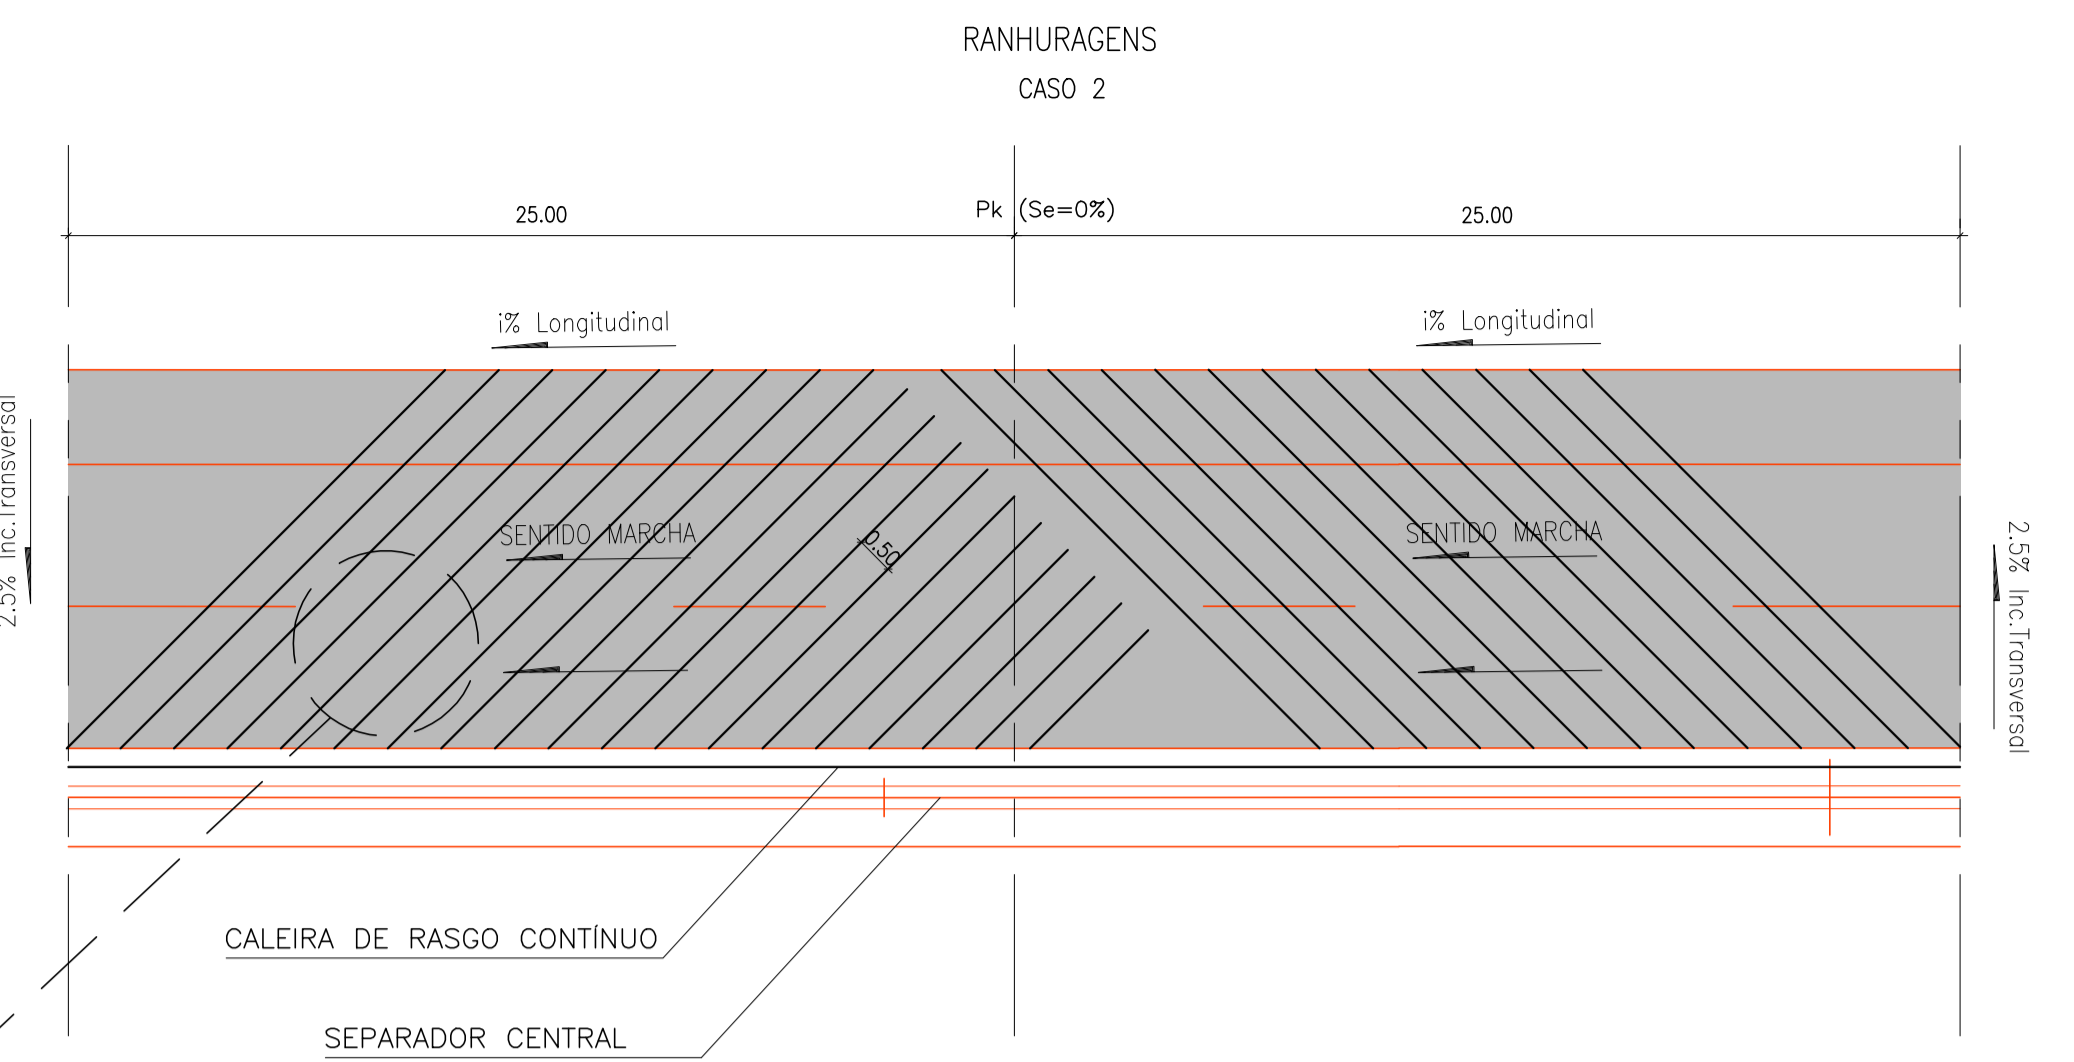 RANHURAGENS
CASO 2
25.00
Pk (Se=0%)
25.00
i% Longitudinal
i% Longitudinal
2.5% Inc.Transversal
SENTIDO MARCHA
0.50
SENTIDO MARCHA
2.5% Inc.Transversal
CALEIRA DE RASGO CONTÍNUO
SEPARADOR CENTRAL